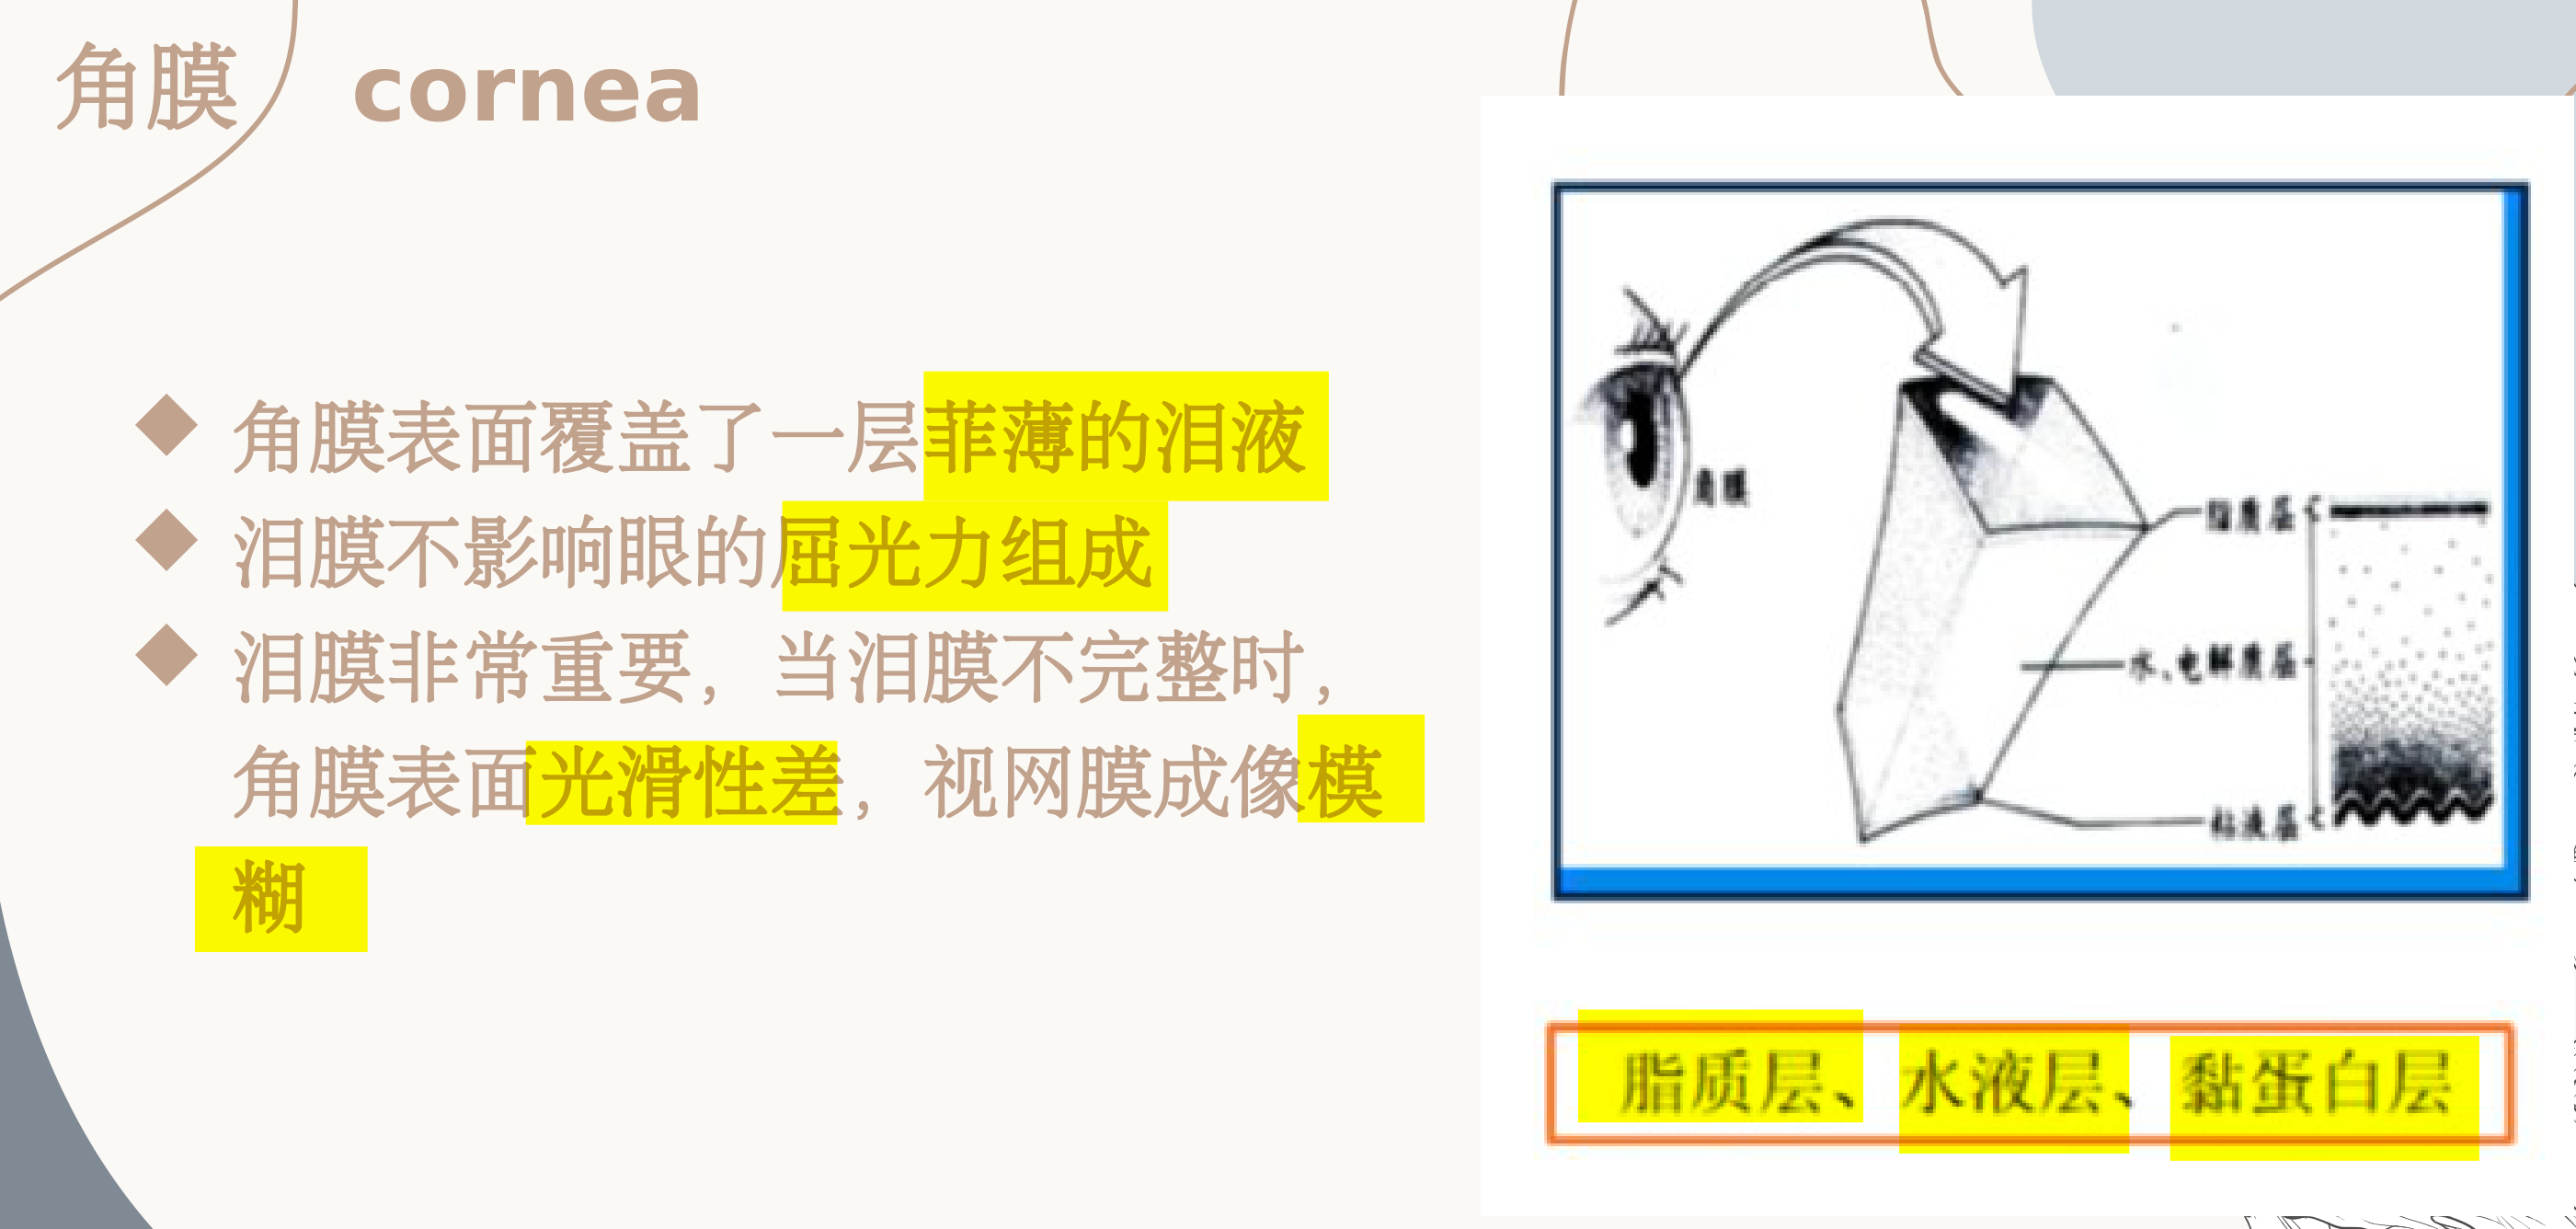 角膜 cornea
角膜表面覆盖了一层菲薄的泪液
泪膜不影响眼的屈光力组成
泪膜非常重要，当泪膜不完整时，
角膜表面光滑性差，视网膜成像模
糊
角膜
脂质层
水、电解质层
粘液层
脂质层、水液层、黏蛋白层